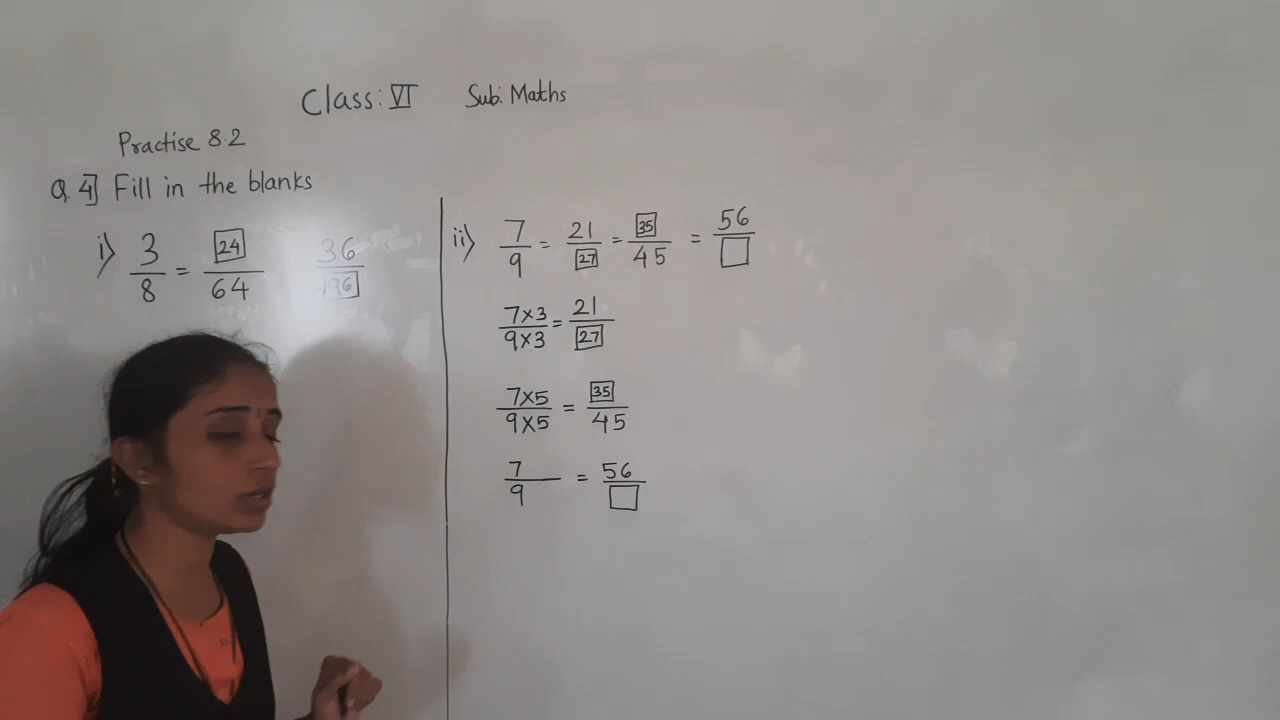 Class: VI Sub: Maths
Practise 8.2
Q. 4] Fill in the blanks
i) 3/8 = 24/64 36/96
ii) 7/9 = 21/27 = 35/45 = 56/□
7×3/9×3 = 21/27
7×5/9×5 = 35/45
7/9 = 56/□